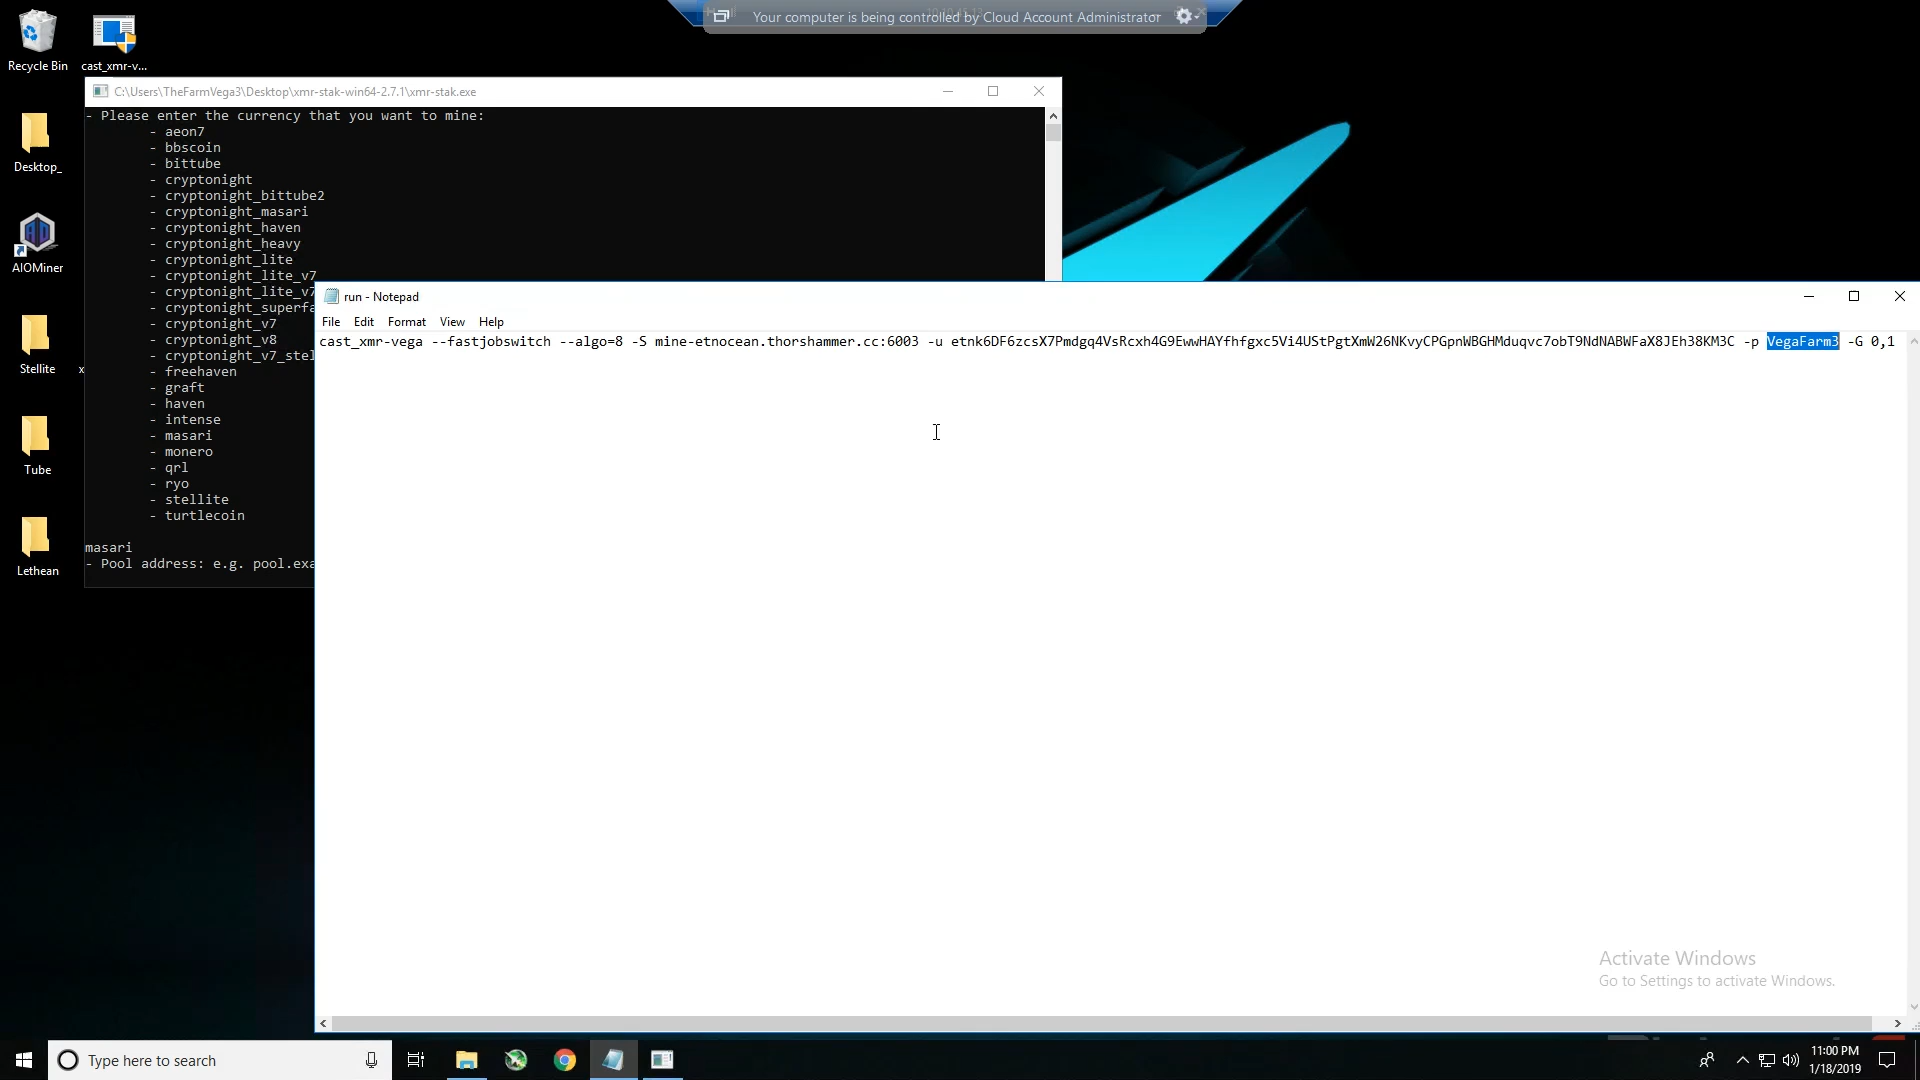 Your computer is being controlled by Cloud Account Administrator
Recycle Bin
cast_xmr-v...
C:\Users\TheFarmVega3\Desktop\xmr-stak-win64-2.7.1\xmr-stak.exe
- Please enter the currency that you want to mine:
- aeon7
- bbscoin
- bittube
- cryptonight
- cryptonight_bittube2
- cryptonight_masari
- cryptonight_haven
- cryptonight_heavy
- cryptonight_lite
- cryptonight_lite_v7
- cryptonight_lite_v7
- cryptonight_superfa
- cryptonight_v7
- cryptonight_v8
- cryptonight_v7_stel
- freehaven
- graft
- haven
- intense
- masari
- monero
- qrl
- ryo
- stellite
- turtlecoin
masari
- Pool address: e.g. pool.exa
Desktop_
AIOMiner
Stellite
x
Tube
Lethean
run - Notepad
File Edit Format View Help
cast_xmr-vega --fastjobswitch --algo=8 -S mine-etnocean.thorshammer.cc:6003 -u etnk6DF6zcsX7Pmdgq4VsRcxh4G9EwwHAYfhfgxc5Vi4UStPgtXmW26NKvyCPGpnWBGHMduqvc7obT9NdNABWFaX8JEh38KM3C -p VegaFarm3 -G 0,1
Activate Windows
Go to Settings to activate Windows.
Type here to search
11:00 PM
1/18/2019